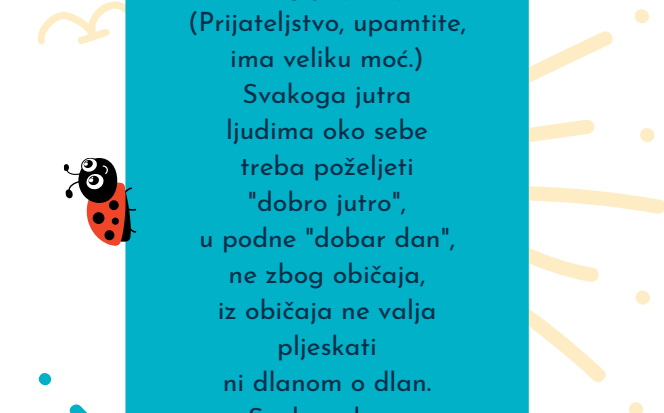 (Prijateljstvo, upamtite,
ima veliku moć.)
Svakoga jutra
ljudima oko sebe
treba poželjeti
"dobro jutro",
u podne "dobar dan",
ne zbog običaja,
iz običaja ne valja
pljeskati
ni dlanom o dlan.